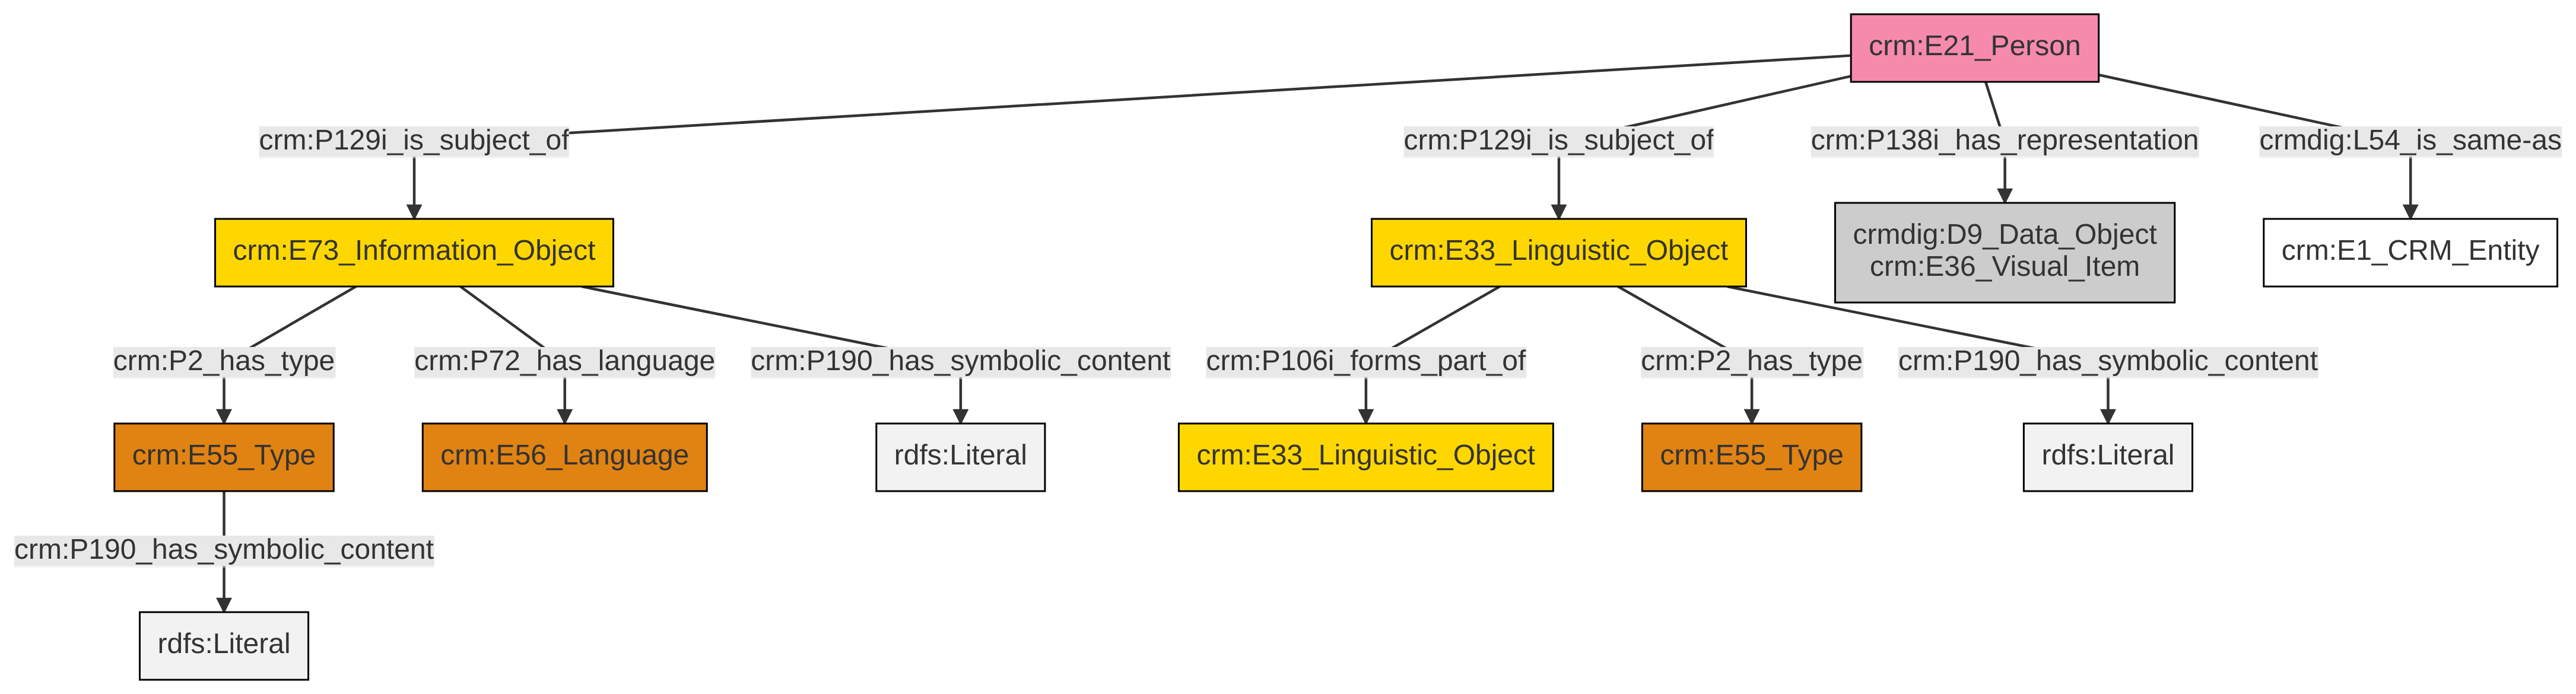 crm:E21_Person
crm:P129i_is_subject_of
crm:P129i_is_subject_of
crm:P138i_has_representation
crmdig:L54_is_same-as
crm:E73_Information_Object
crm:E33_Linguistic_Object
crmdig:D9_Data_Object
crm:E36_Visual_Item
crm:E1_CRM_Entity
crm:P2_has_type
crm:P72_has_language
crm:P190_has_symbolic_content
crm:P106i_forms_part_of
crm:P2_has_type
crm:P190_has_symbolic_content
crm:E55_Type
crm:E56_Language
rdfs:Literal
crm:E33_Linguistic_Object
crm:E55_Type
rdfs:Literal
crm:P190_has_symbolic_content
rdfs:Literal